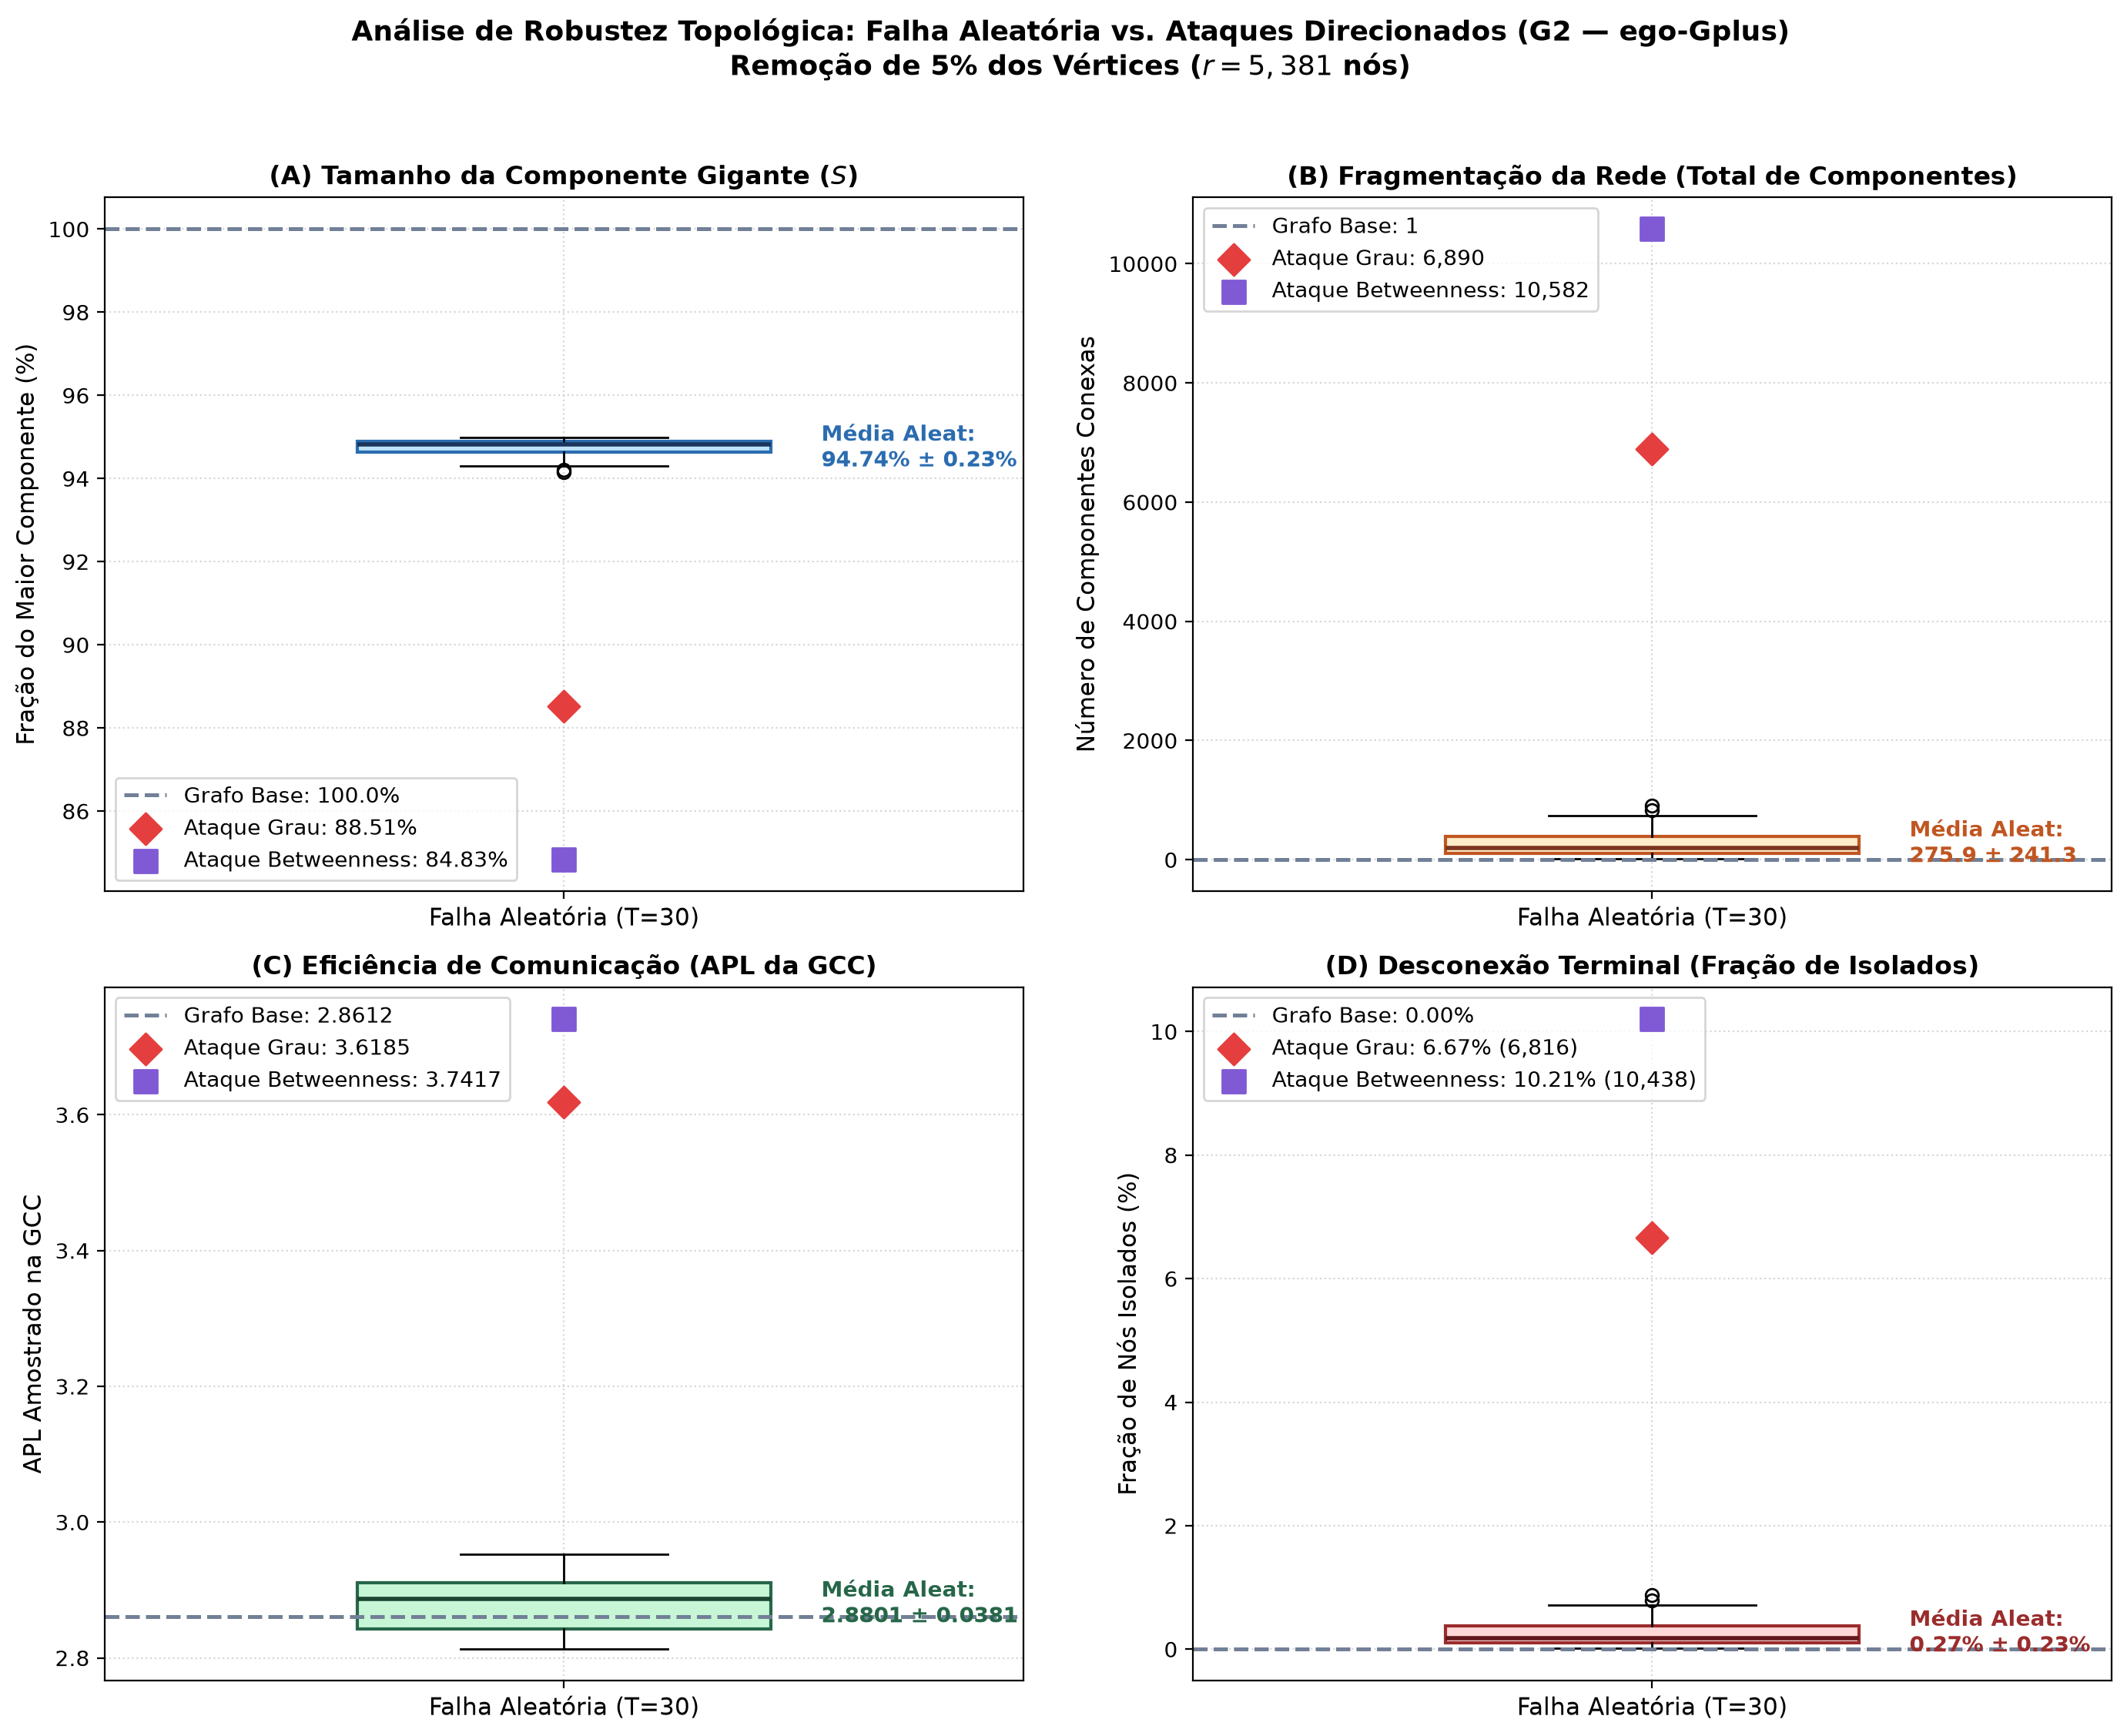 Análise de Robustez Topológica: Falha Aleatória vs. Ataques Direcionados (G2 — ego-Gplus)
Remoção de 5% dos Vértices (r = 5, 381 nós)
(A) Tamanho da Componente Gigante (S)
Fração do Maior Componente (%)
100
98
96
94
92
90
88
86
Média Aleat:
94.74% ± 0.23%
Grafo Base: 100.0%
Ataque Grau: 88.51%
Ataque Betweenness: 84.83%
Falha Aleatória (T=30)
(B) Fragmentação da Rede (Total de Componentes)
Número de Componentes Conexas
10000
8000
6000
4000
2000
0
Grafo Base: 1
Ataque Grau: 6,890
Ataque Betweenness: 10,582
Média Aleat:
275.9 ± 241.3
Falha Aleatória (T=30)
(C) Eficiência de Comunicação (APL da GCC)
APL Amostrado na GCC
3.6
3.4
3.2
3.0
2.8
Grafo Base: 2.8612
Ataque Grau: 3.6185
Ataque Betweenness: 3.7417
Média Aleat:
2.8801 ± 0.0381
Falha Aleatória (T=30)
(D) Desconexão Terminal (Fração de Isolados)
Fração de Nós Isolados (%)
10
8
6
4
2
0
Grafo Base: 0.00%
Ataque Grau: 6.67% (6,816)
Ataque Betweenness: 10.21% (10,438)
Média Aleat:
0.27% ± 0.23%
Falha Aleatória (T=30)